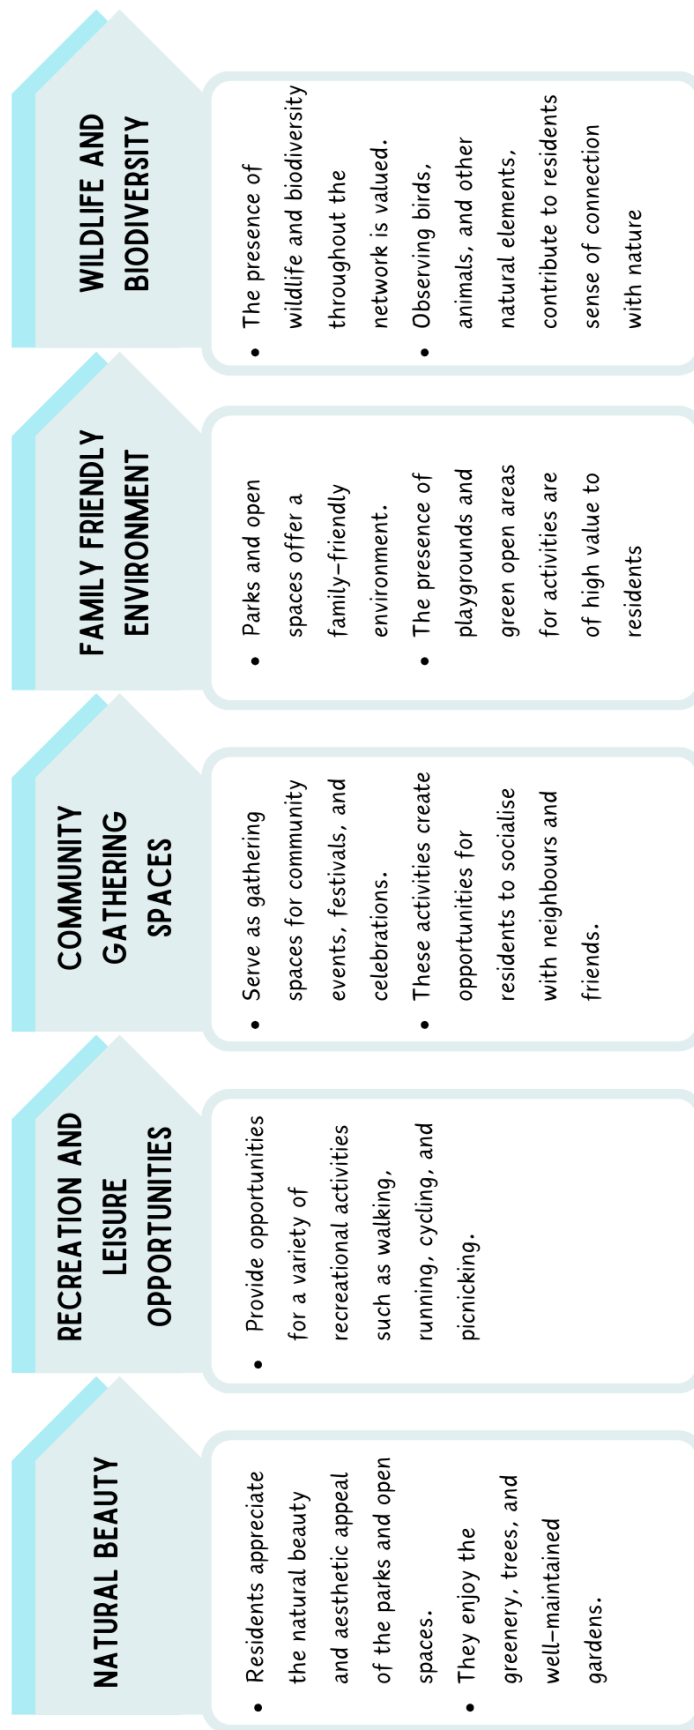 NATURAL BEAUTY
• Residents appreciate
the natural beauty
and aesthetic appeal
of the parks and open
spaces.
• They enjoy the
greenery, trees, and
well-maintained
gardens.
RECREATION AND
LEISURE
OPPORTUNITIES
• Provide opportunities
for a variety of
recreational activities
such as walking,
running, cycling, and
picnicking.
COMMUNITY
GATHERING
SPACES
• Serve as gathering
spaces for community
events, festivals, and
celebrations.
• These activities create
opportunities for
residents to socialise
with neighbours and
friends.
FAMILY FRIENDLY
ENVIRONMENT
• Parks and open
spaces offer a
family-friendly
environment.
• The presence of
playgrounds and
green open areas
for activities are
of high value to
residents
WILDLIFE AND
BIODIVERSITY
• The presence of
wildlife and biodiversity
throughout the
network is valued.
• Observing birds,
animals, and other
natural elements,
contribute to residents
sense of connection
with nature